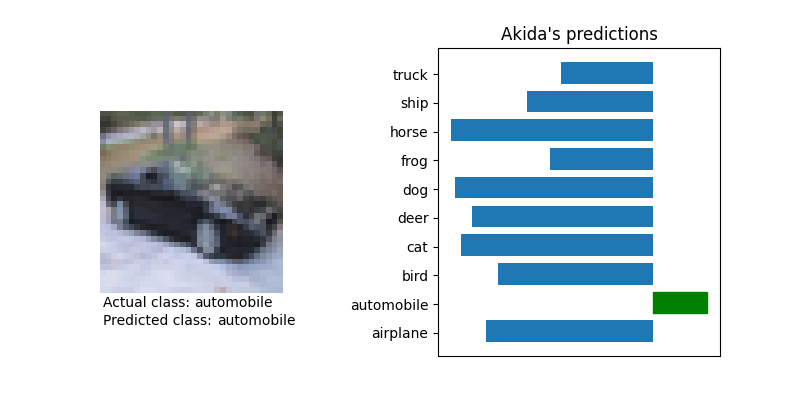 Akida's predictions
truck
ship
horse
frog
dog
deer
cat
bird
automobile
airplane
Actual class: automobile
Predicted class: automobile